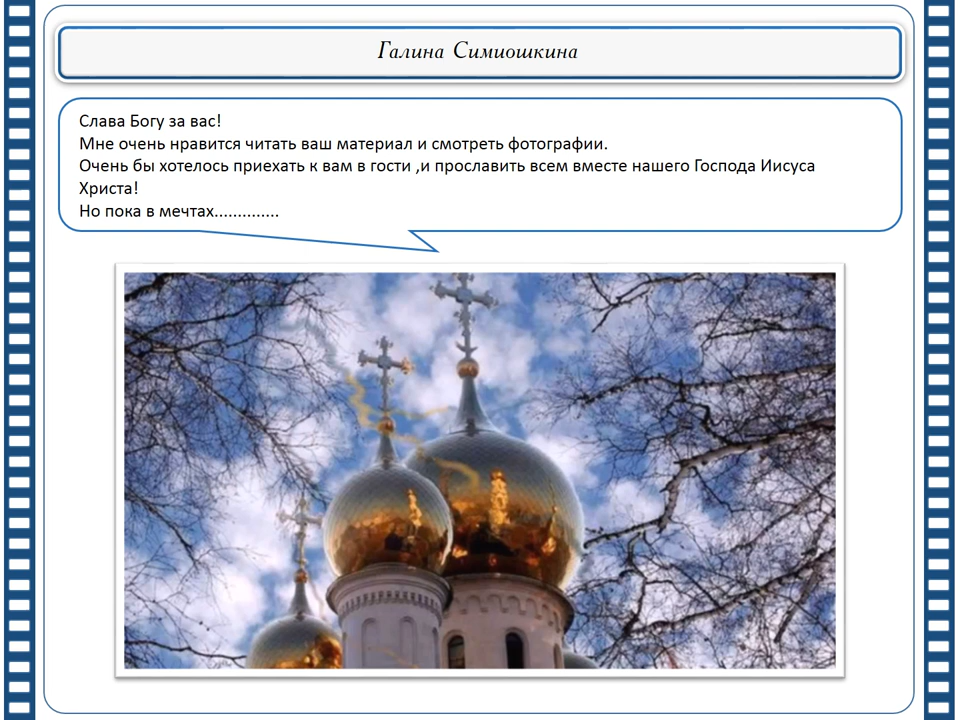 Галина Симиошкина
Слава Богу за вас!
Мне очень нравится читать ваш материал и смотреть фотографии.
Очень бы хотелось приехать к вам в гости ,и прославить всем вместе нашего Господа Иисуса
Христа!
Но пока в мечтах..............